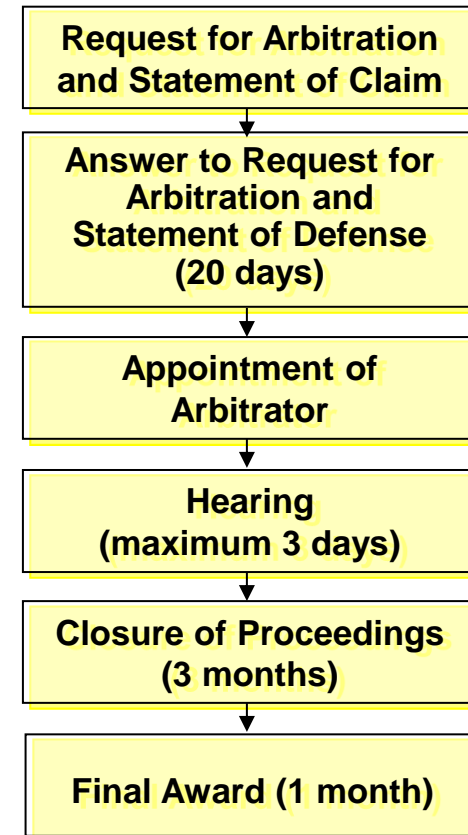 Request for Arbitration
and Statement of Claim
Answer to Request for
Arbitration and
Statement of Defense
(20 days)
Appointment of
Arbitrator
Hearing
(maximum 3 days)
Closure of Proceedings
(3 months)
Final Award (1 month)